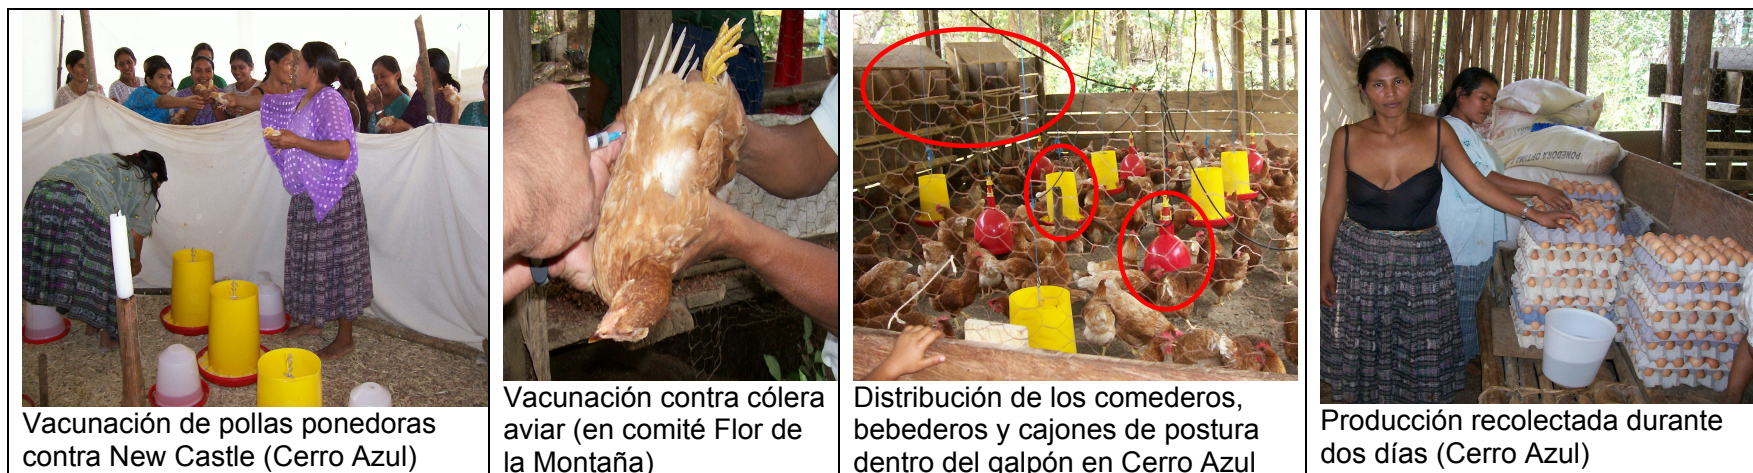 Vacunación de pollas ponedoras
contra New Castle (Cerro Azul)
Vacunación contra cólera
aviar (en comité Flor de
la Montaña)
Distribución de los comederos,
bebederos y cajones de postura
dentro del galpón en Cerro Azul
PONEDORA OPTIMA
Producción recolectada durante
dos días (Cerro Azul)